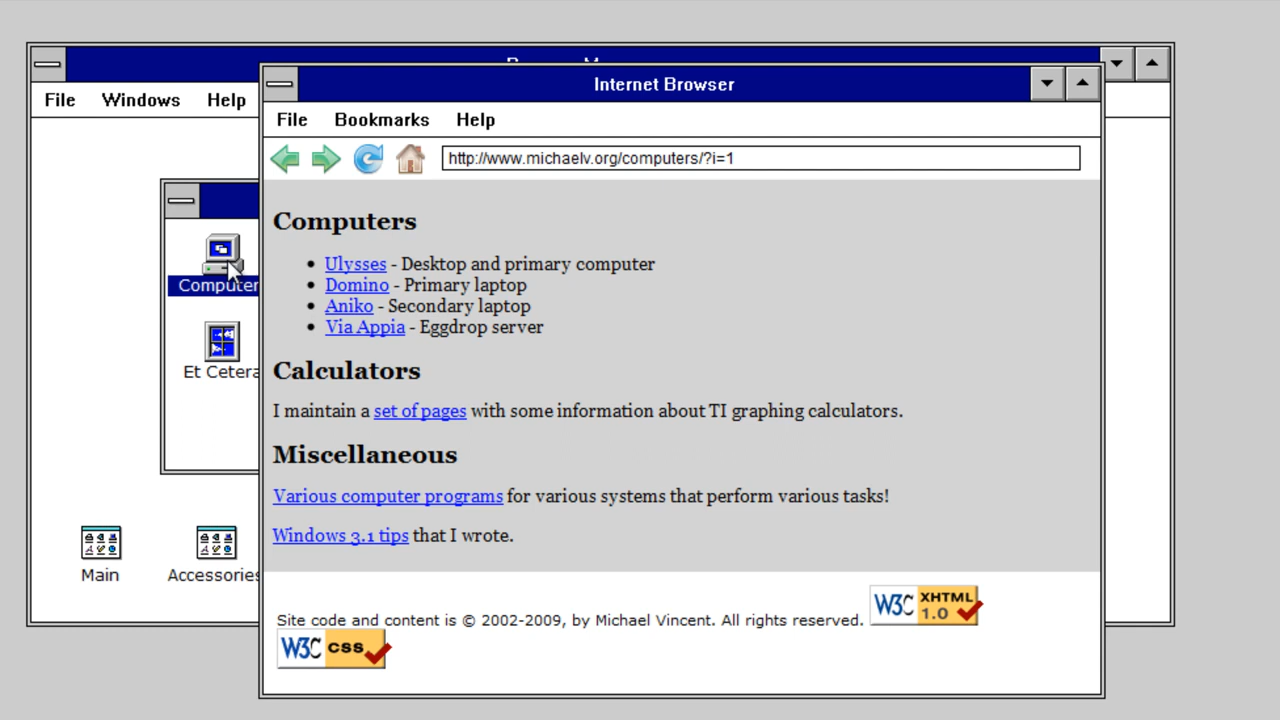 File Windows Help
Internet Browser
File Bookmarks Help
http://www.michaelv.org/computers/?i=1
Computers
Ulysses - Desktop and primary computer
Domino - Primary laptop
Aniko - Secondary laptop
Via Appia - Eggdrop server
Calculators
I maintain a set of pages with some information about TI graphing calculators.
Miscellaneous
Various computer programs for various systems that perform various tasks!
Windows 3.1 tips that I wrote.
Site code and content is © 2002-2009, by Michael Vincent. All rights reserved.
W3C XHTML 1.0
W3C css
Computer
Et Cetera
Main
Accessories